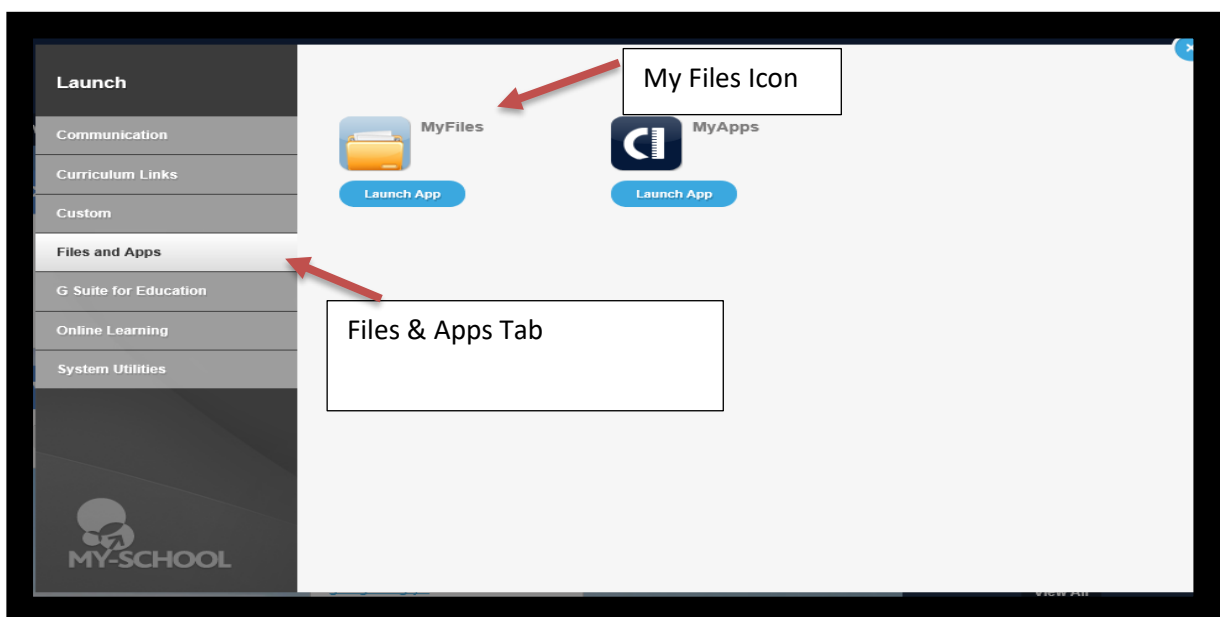 Launch
Communication
Curriculum Links
Custom
Files and Apps
G Suite for Education
Online Learning
System Utilities
MY-SCHOOL
My Files Icon
MyFiles
Launch App
MyApps
Launch App
Files & Apps Tab
View All